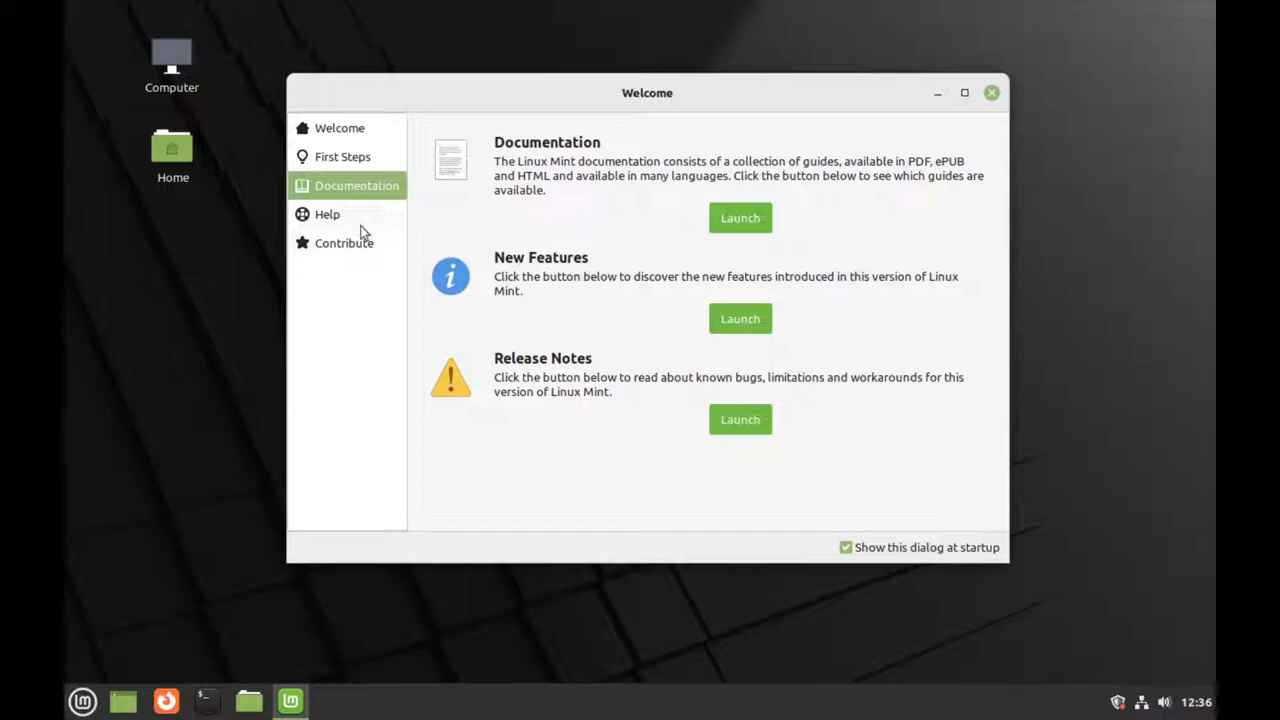 Computer
Home
Welcome
Welcome
First Steps
Documentation
Help
Contribute
Documentation
The Linux Mint documentation consists of a collection of guides, available in PDF, ePUB
and HTML and available in many languages. Click the button below to see which guides are
available.
Launch
New Features
Click the button below to discover the new features introduced in this version of Linux
Mint.
Launch
Release Notes
Click the button below to read about known bugs, limitations and workarounds for this
version of Linux Mint.
Launch
Show this dialog at startup
12:36